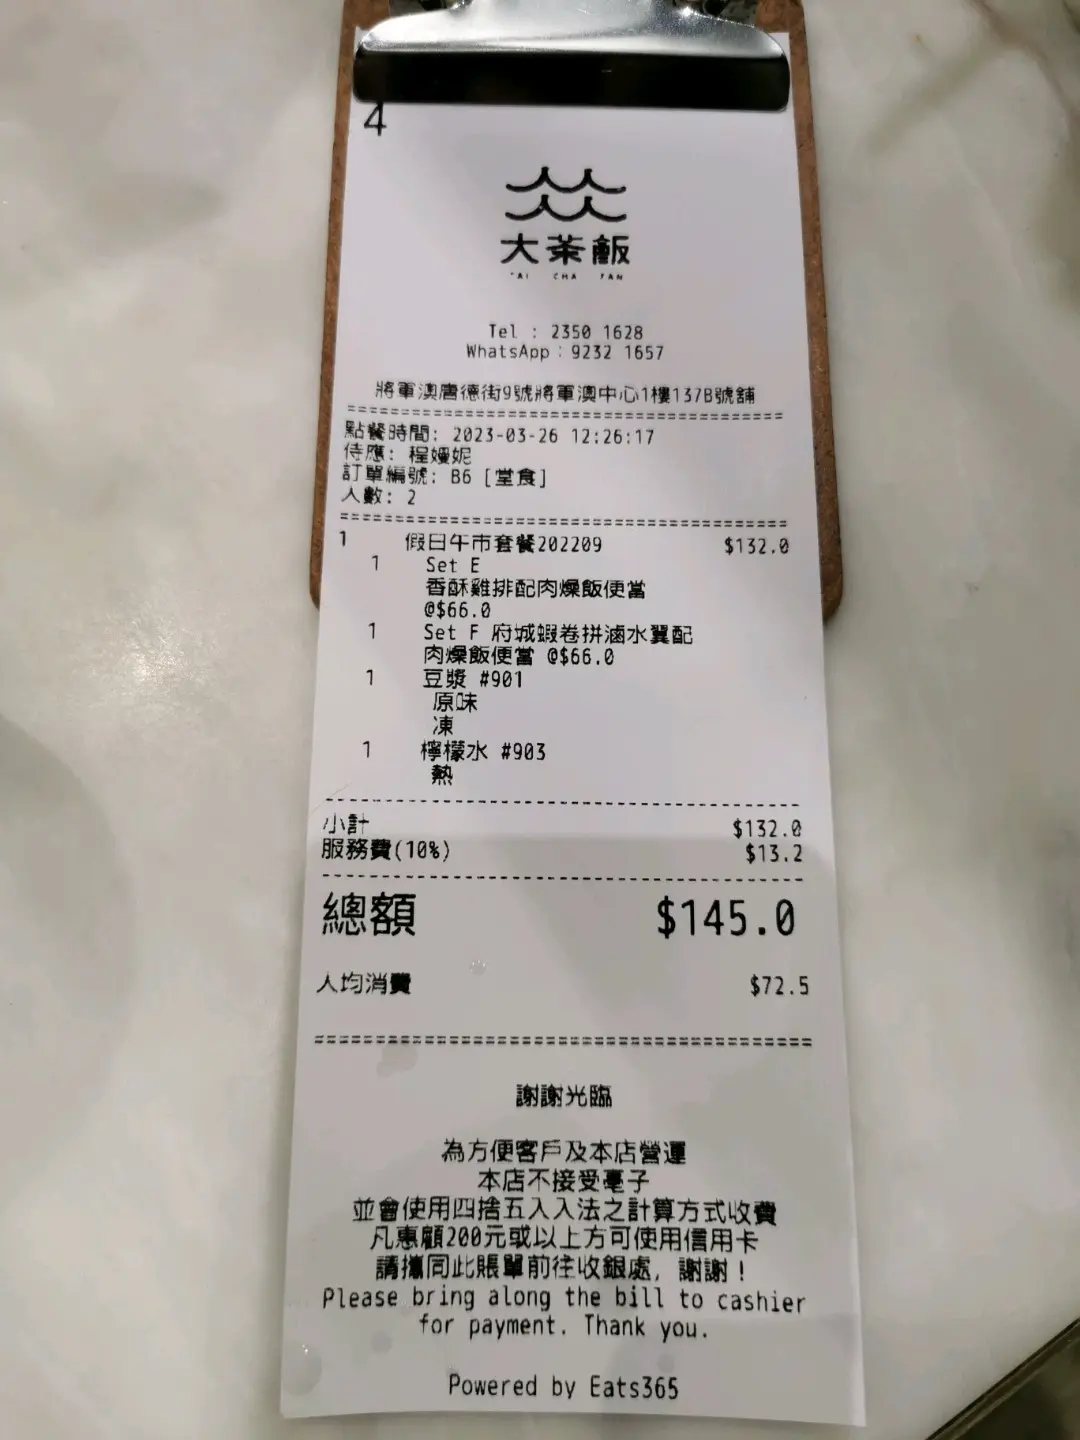 4
大茶飯
TAI CHA FAN
Tel : 2350 1628
WhatsApp : 9232 1657
將軍澳唐德街9號將軍澳中心1樓137B號舖
點餐時間: 2023-03-26 12:26:17
侍應: 程嫚妮
訂單編號: B6 [堂食]
人數: 2
1 假日午市套餐202209 $132.0
1 Set E
香酥雞排配肉燥飯便當
@$66.0
1 Set F 府城蝦卷拼滷水翼配
肉燥飯便當 @$66.0
1 豆漿 #901
原味
凍
1 檸檬水 #903
熱
小計 $132.0
服務費(10%) $13.2
總額 $145.0
人均消費 $72.5
謝謝光臨
為方便客戶及本店營運
本店不接受毫子
並會使用四捨五入入法之計算方式收費
凡惠顧200元或以上方可使用信用卡
請攜同此賬單前往收銀處, 謝謝!
Please bring along the bill to cashier
for payment. Thank you.
Powered by Eats365